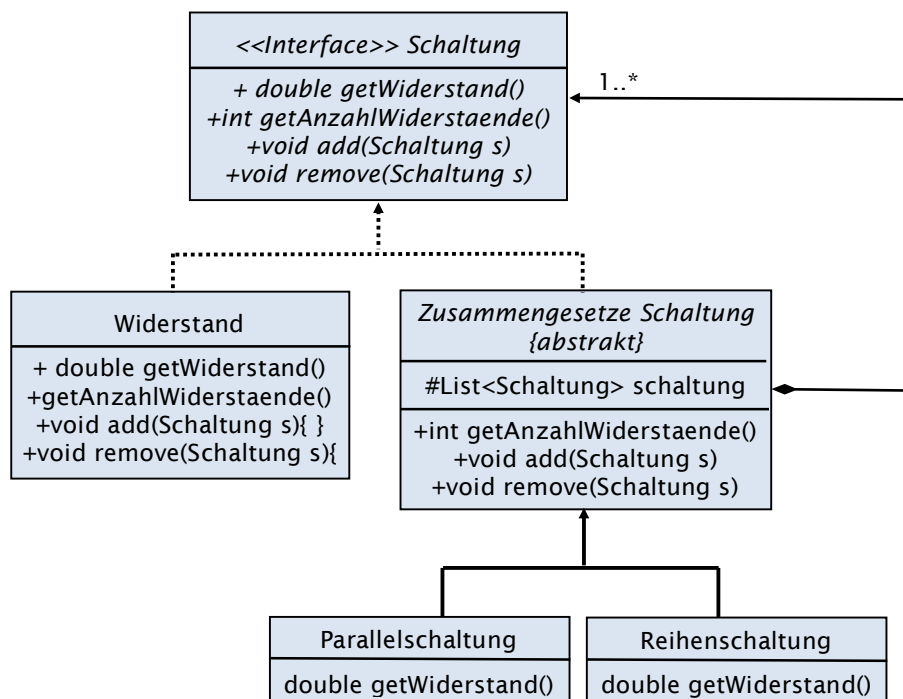 <<Interface>> Schaltung
+ double getWiderstand()
+int getAnzahlWiderstaende()
+void add(Schaltung s)
+void remove(Schaltung s)
1..*
Widerstand
+ double getWiderstand()
+getAnzahlWiderstaende()
+void add(Schaltung s){ }
+void remove(Schaltung s){
Zusammengesetze Schaltung
{abstrakt}
#List<Schaltung> schaltung
+int getAnzahlWiderstaende()
+void add(Schaltung s)
+void remove(Schaltung s)
Parallelschaltung
double getWiderstand()
Reihenschaltung
double getWiderstand()